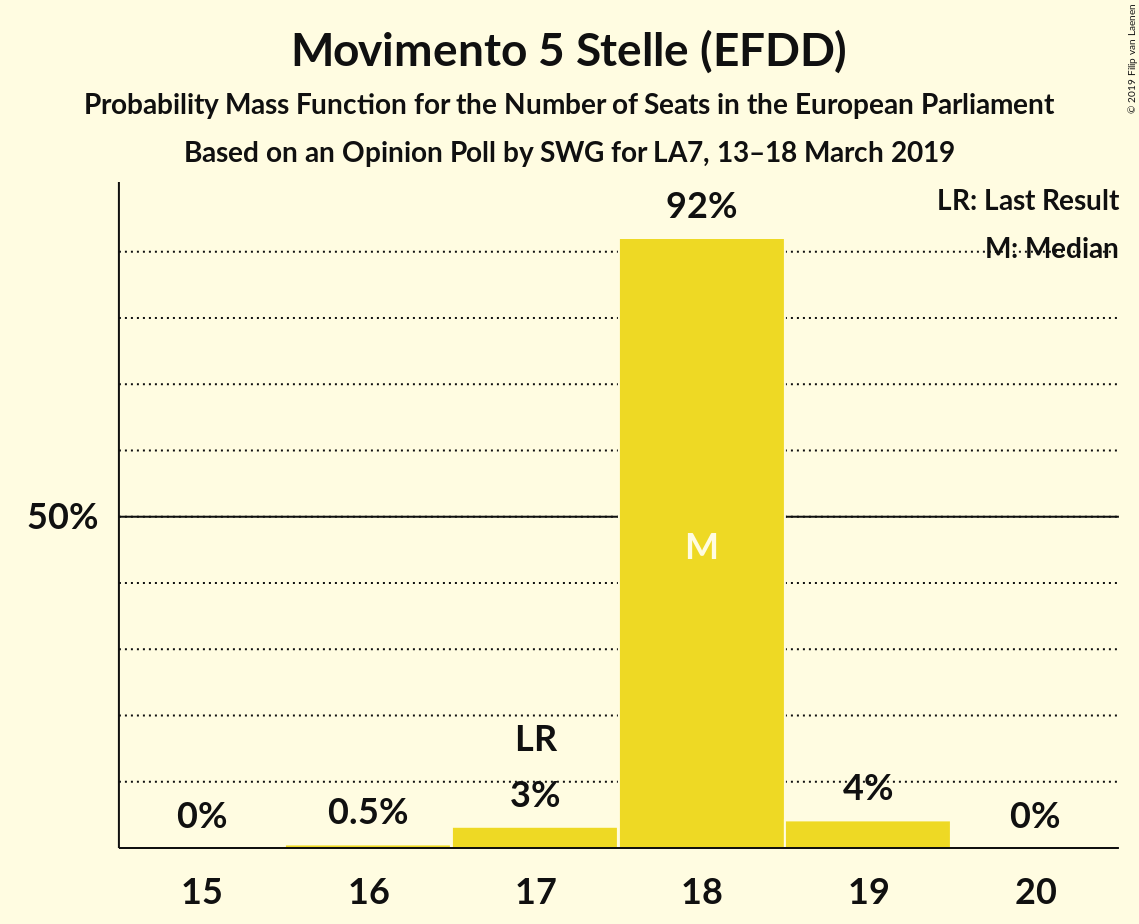 Movimento 5 Stelle (EFDD)
Probability Mass Function for the Number of Seats in the European Parliament
Based on an Opinion Poll by SWG for LA7, 13–18 March 2019
© 2019 Filip van Laenen
LR: Last Result
M: Median
92%
50%
M
LR
0%
0.5%
3%
4%
0%
15
16
17
18
19
20